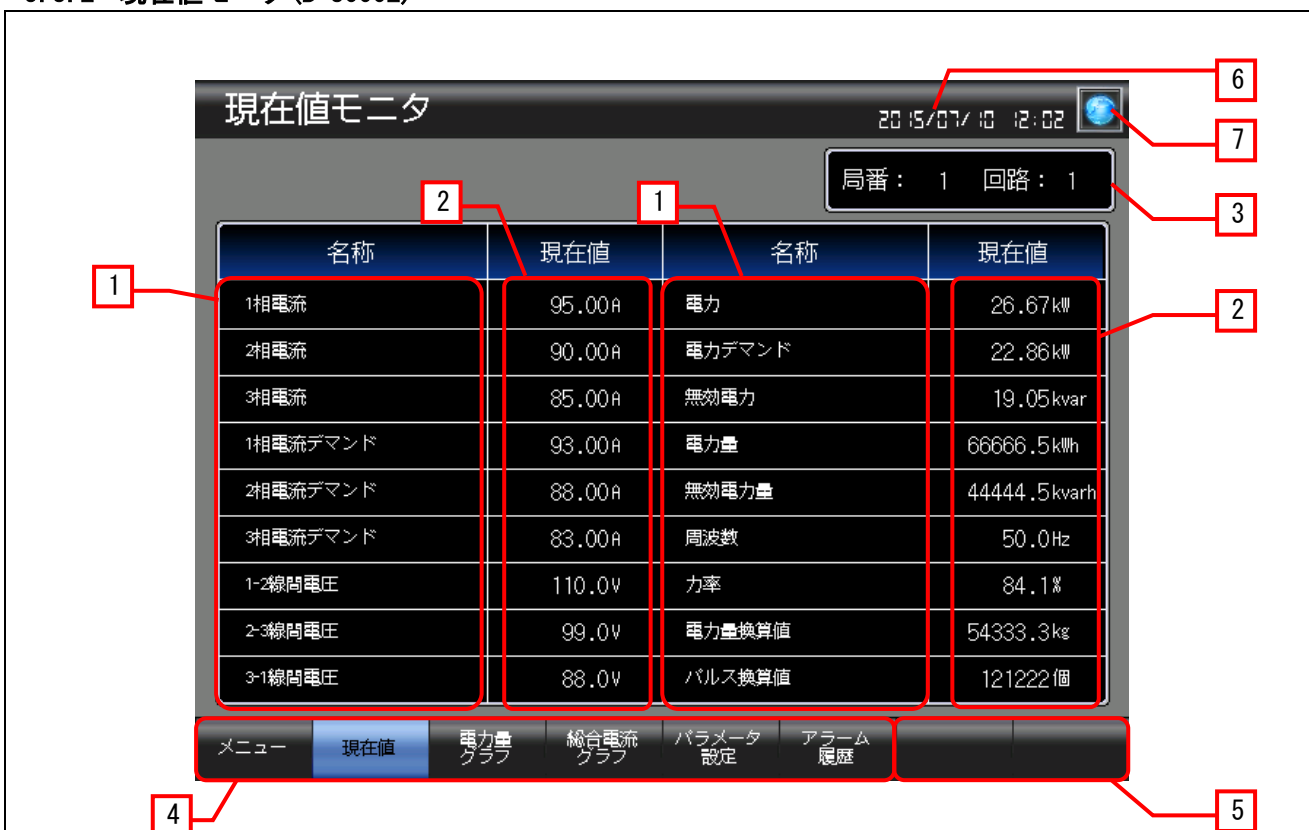 現在値モニタ
2015/07/10 12:02
6
7
局番： 1 回路： 1
3
2
1
名称 現在値 名称 現在値
1
2
1相電流 95.00A 電力 26.67kW
2相電流 90.00A 電力デマンド 22.86kW
3相電流 85.00A 無効電力 19.05kvar
1相電流デマンド 93.00A 電力量 66666.5kWh
2相電流デマンド 88.00A 無効電力量 44444.5kvarh
3相電流デマンド 83.00A 周波数 50.0Hz
1-2線間電圧 110.0V 力率 84.1%
2-3線間電圧 99.0V 電力量換算値 54333.3kg
3-1線間電圧 88.0V パルス換算値 121222個
メニュー 現在値 電力量グラフ 総合電流グラフ パラメータ設定 アラーム履歴
4
5